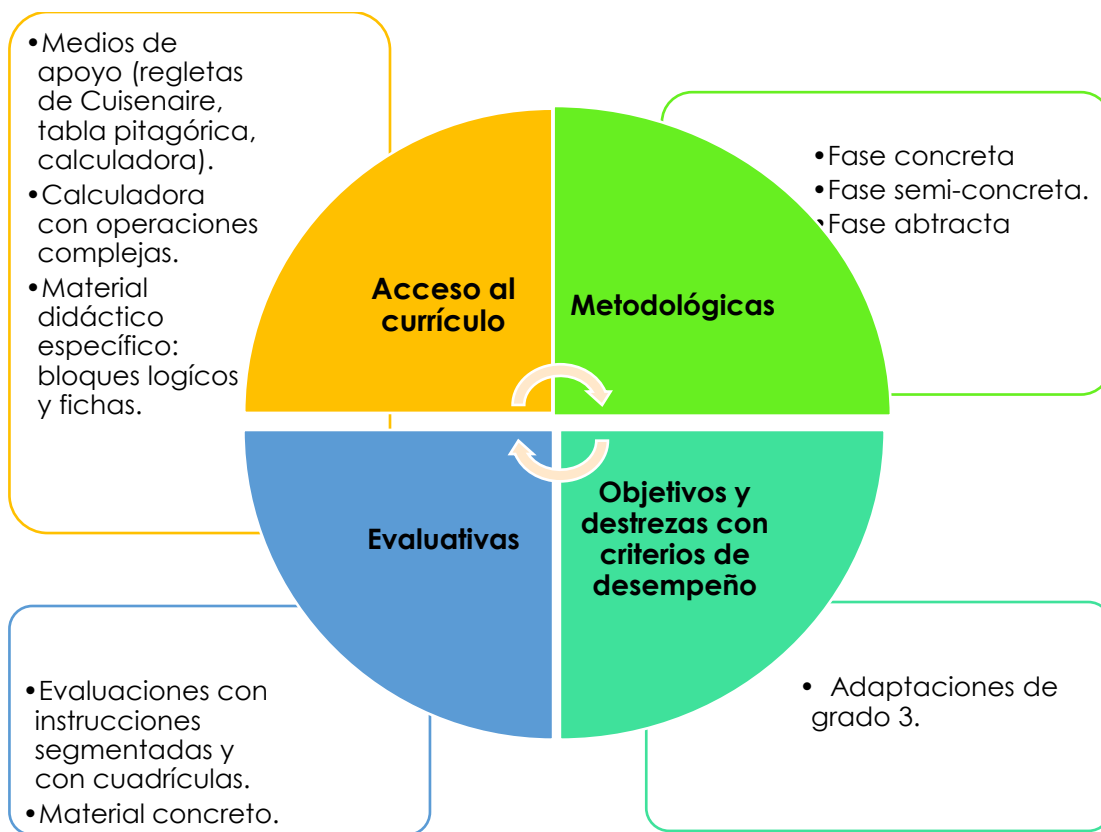 •Medios de
apoyo (regletas
de Cuisenaire,
tabla pitagórica,
calculadora).
•Calculadora
con operaciones
complejas.
•Material
didáctico
específico:
bloques logícos
y fichas.
•Fase concreta
•Fase semi-concreta.
•Fase abtracta
Acceso al
currículo
Metodológicas
Evaluativas
Objetivos y
destrezas con
criterios de
desempeño
•Evaluaciones con
instrucciones
segmentadas y
con cuadrículas.
•Material concreto.
• Adaptaciones de
grado 3.